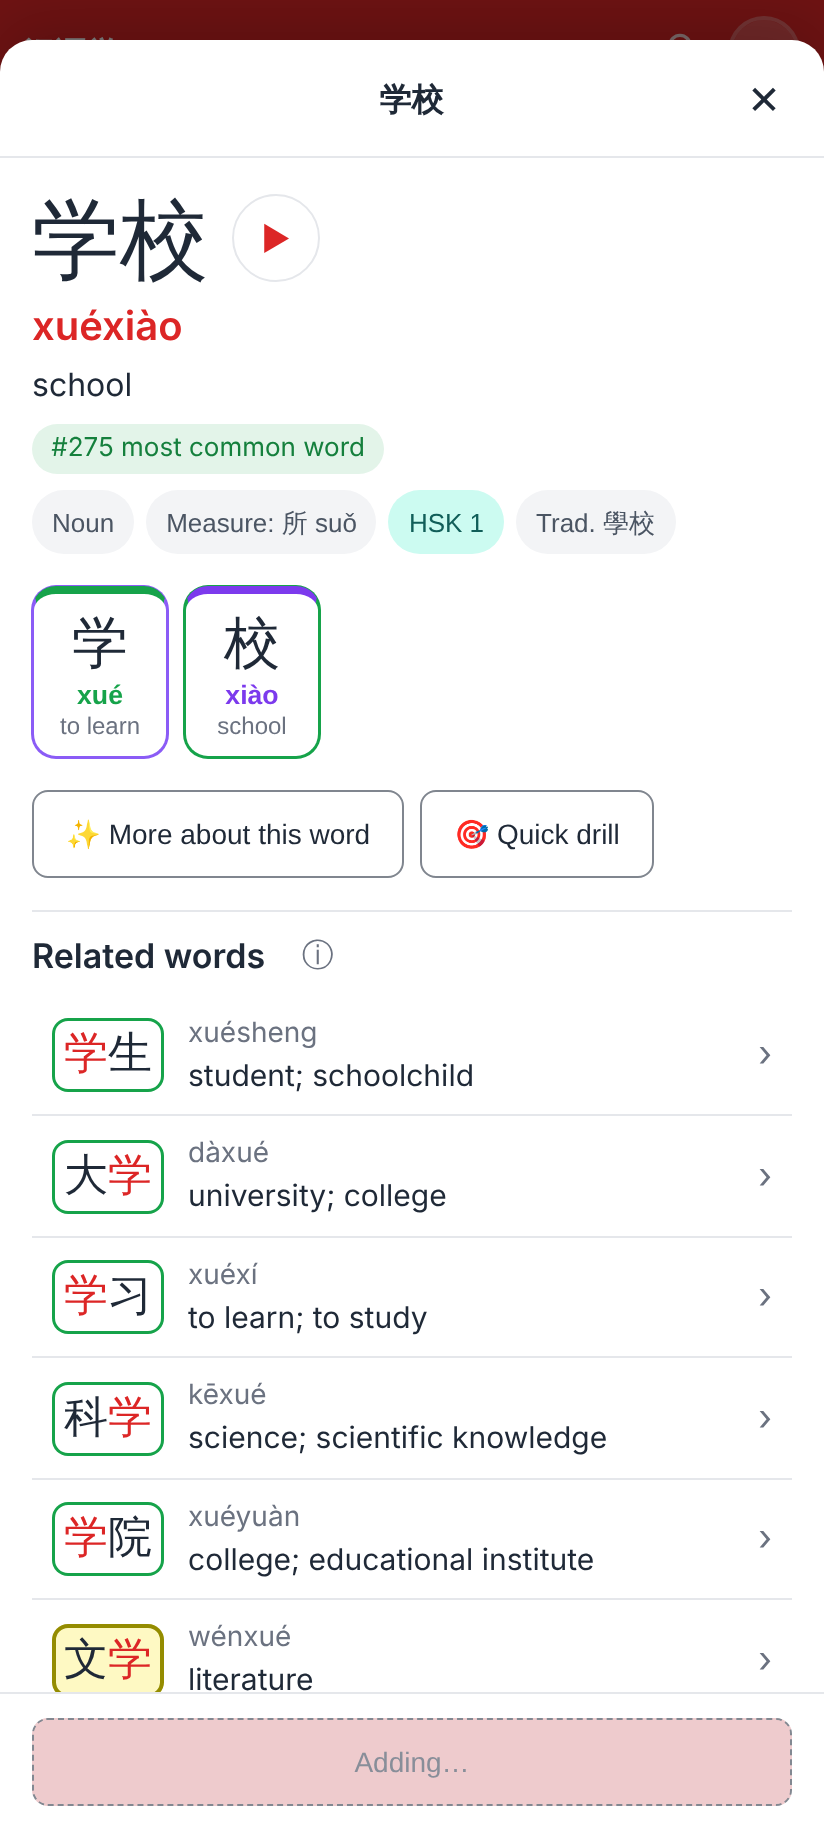 学校 ✕
学校
xuéxiào
school
#275 most common word
Noun Measure: 所 suǒ HSK 1 Trad. 學校
学 校
xué xiào
to learn school
✨ More about this word 🎯 Quick drill
Related words ⓘ
学生 xuésheng
student; schoolchild ›
大学 dàxué
university; college ›
学习 xuéxí
to learn; to study ›
科学 kēxué
science; scientific knowledge ›
学院 xuéyuàn
college; educational institute ›
文学 wénxué
literature ›
Adding…